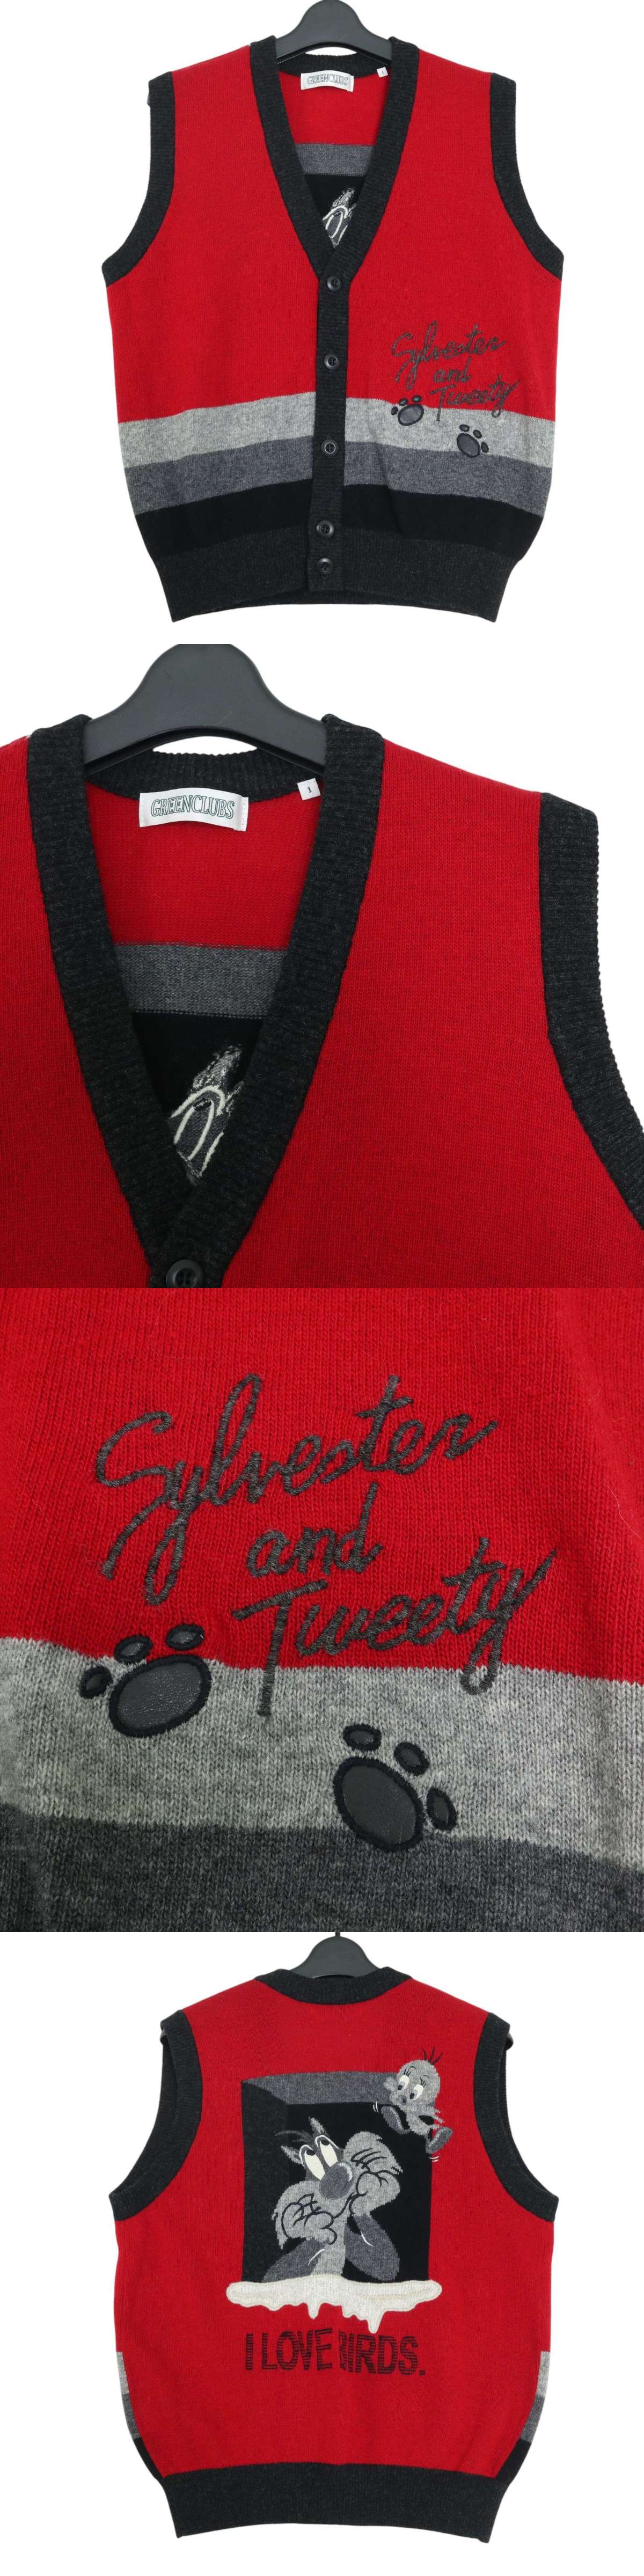 GREENCLUBS
1
Sylvester
and
Tweety
GREENCLUBS
1
Sylvester
and
Tweety
I LOVE BIRDS.